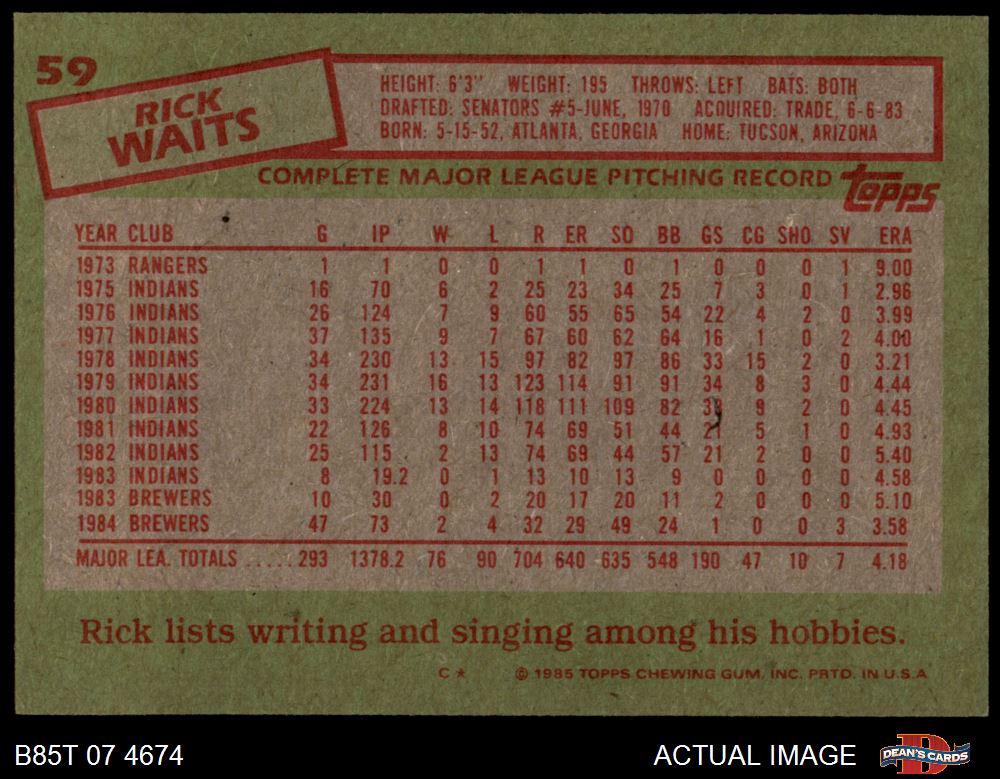 59
RICK
WAITS
HEIGHT: 6'3" WEIGHT: 195 THROWS: LEFT BATS: BOTH
DRAFTED: SENATORS #5-JUNE, 1970 ACQUIRED: TRADE, 6-6-83
BORN: 5-15-52, ATLANTA, GEORGIA HOME: TUCSON, ARIZONA
COMPLETE MAJOR LEAGUE PITCHING RECORD topps
YEAR CLUB G IP W L R ER SO BB GS CG SHO SV ERA
1973 RANGERS 1 1 0 0 1 1 0 1 0 0 0 1 9.00
1975 INDIANS 16 70 6 2 25 23 34 25 7 3 0 1 2.96
1976 INDIANS 26 124 7 9 60 55 65 54 22 4 2 0 3.99
1977 INDIANS 37 135 9 7 67 60 62 64 16 1 0 2 4.00
1978 INDIANS 34 230 13 15 97 82 97 86 33 15 2 0 3.21
1979 INDIANS 34 231 16 13 123 114 91 91 34 8 3 0 4.44
1980 INDIANS 33 224 13 14 118 111 109 82 33 9 2 0 4.45
1981 INDIANS 22 126 8 10 74 69 51 44 21 5 1 0 4.93
1982 INDIANS 25 115 2 13 74 69 44 57 21 2 0 0 5.40
1983 INDIANS 8 19.2 0 1 13 10 13 9 0 0 0 0 4.58
1983 BREWERS 10 30 0 2 20 17 20 11 2 0 0 0 5.10
1984 BREWERS 47 73 2 4 32 29 49 24 1 0 0 3 3.58
MAJOR LEA. TOTALS ..... 293 1378.2 76 90 704 640 635 548 190 47 10 7 4.18
Rick lists writing and singing among his hobbies.
C* © 1985 TOPPS CHEWING GUM, INC. PRTD. IN U.S.A
B85T 07 4674 ACTUAL IMAGE DEAN'S CARDS